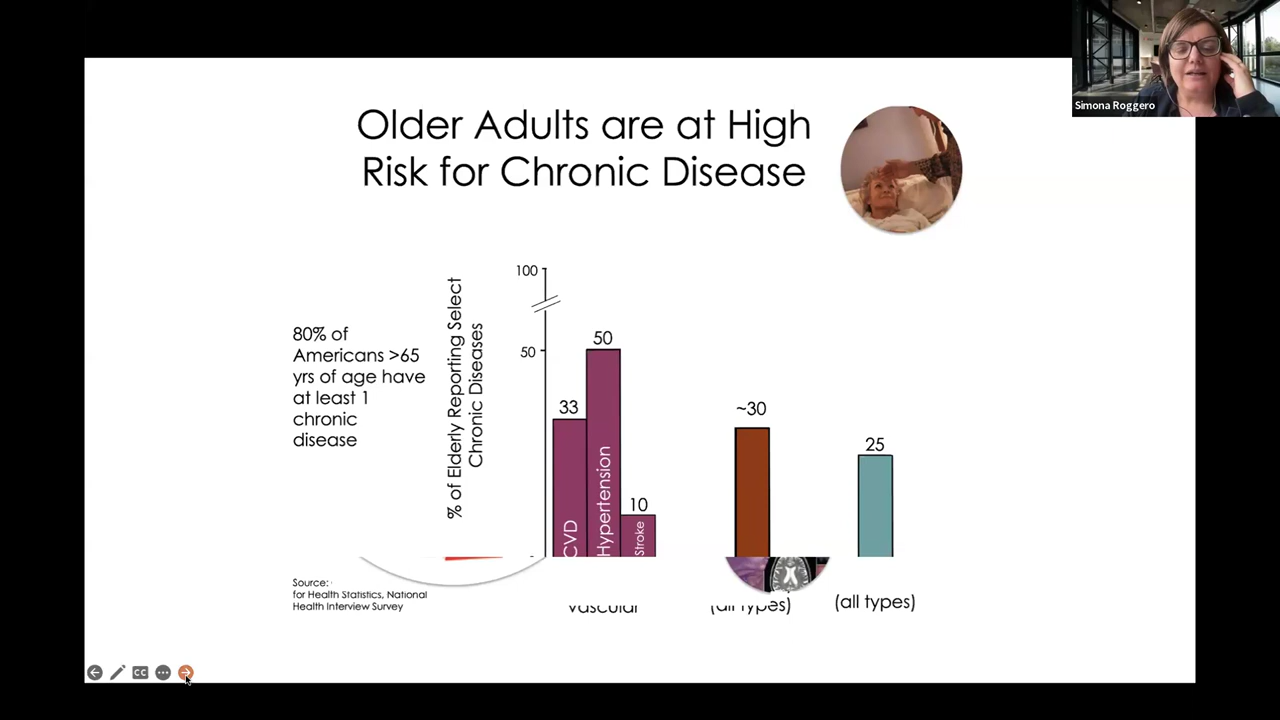 Simona Roggero
Older Adults are at High
Risk for Chronic Disease
80% of
Americans >65
yrs of age have
at least 1
chronic
disease
% of Elderly Reporting Select
Chronic Diseases
100
50
33
CVD
50
Hypertension
10
Stroke
~30
25
Source:
for Health Statistics, National
Health Interview Survey
Vascular
(all types)
(all types)
CC